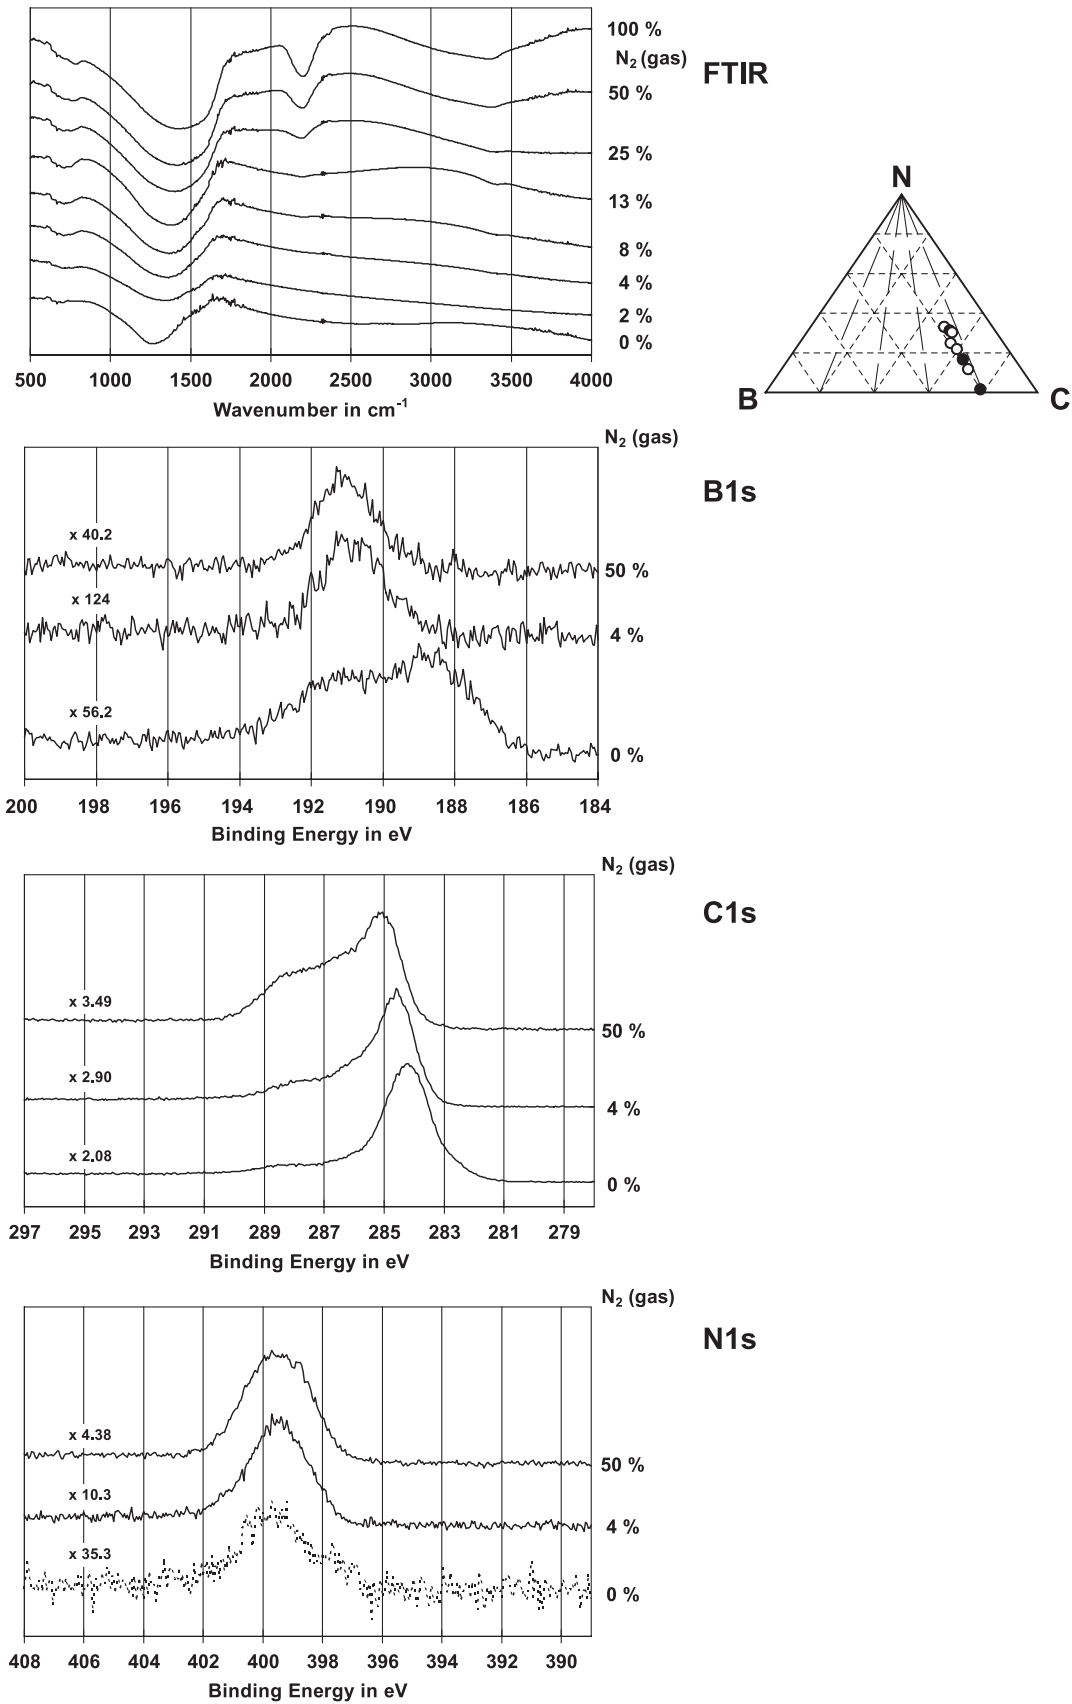 100 %
N2 (gas)
50 %
25 %
13 %
8 %
4 %
2 %
0 %
500 1000 1500 2000 2500 3000 3500 4000
Wavenumber in cm-1
FTIR
N
B
C
N2 (gas)
B1s
x 40.2
50 %
x 124
4 %
x 56.2
0 %
200 198 196 194 192 190 188 186 184
Binding Energy in eV
N2 (gas)
C1s
x 3.49
50 %
x 2.90
4 %
x 2.08
0 %
297 295 293 291 289 287 285 283 281 279
Binding Energy in eV
N2 (gas)
N1s
x 4.38
50 %
x 10.3
4 %
x 35.3
0 %
408 406 404 402 400 398 396 394 392 390
Binding Energy in eV